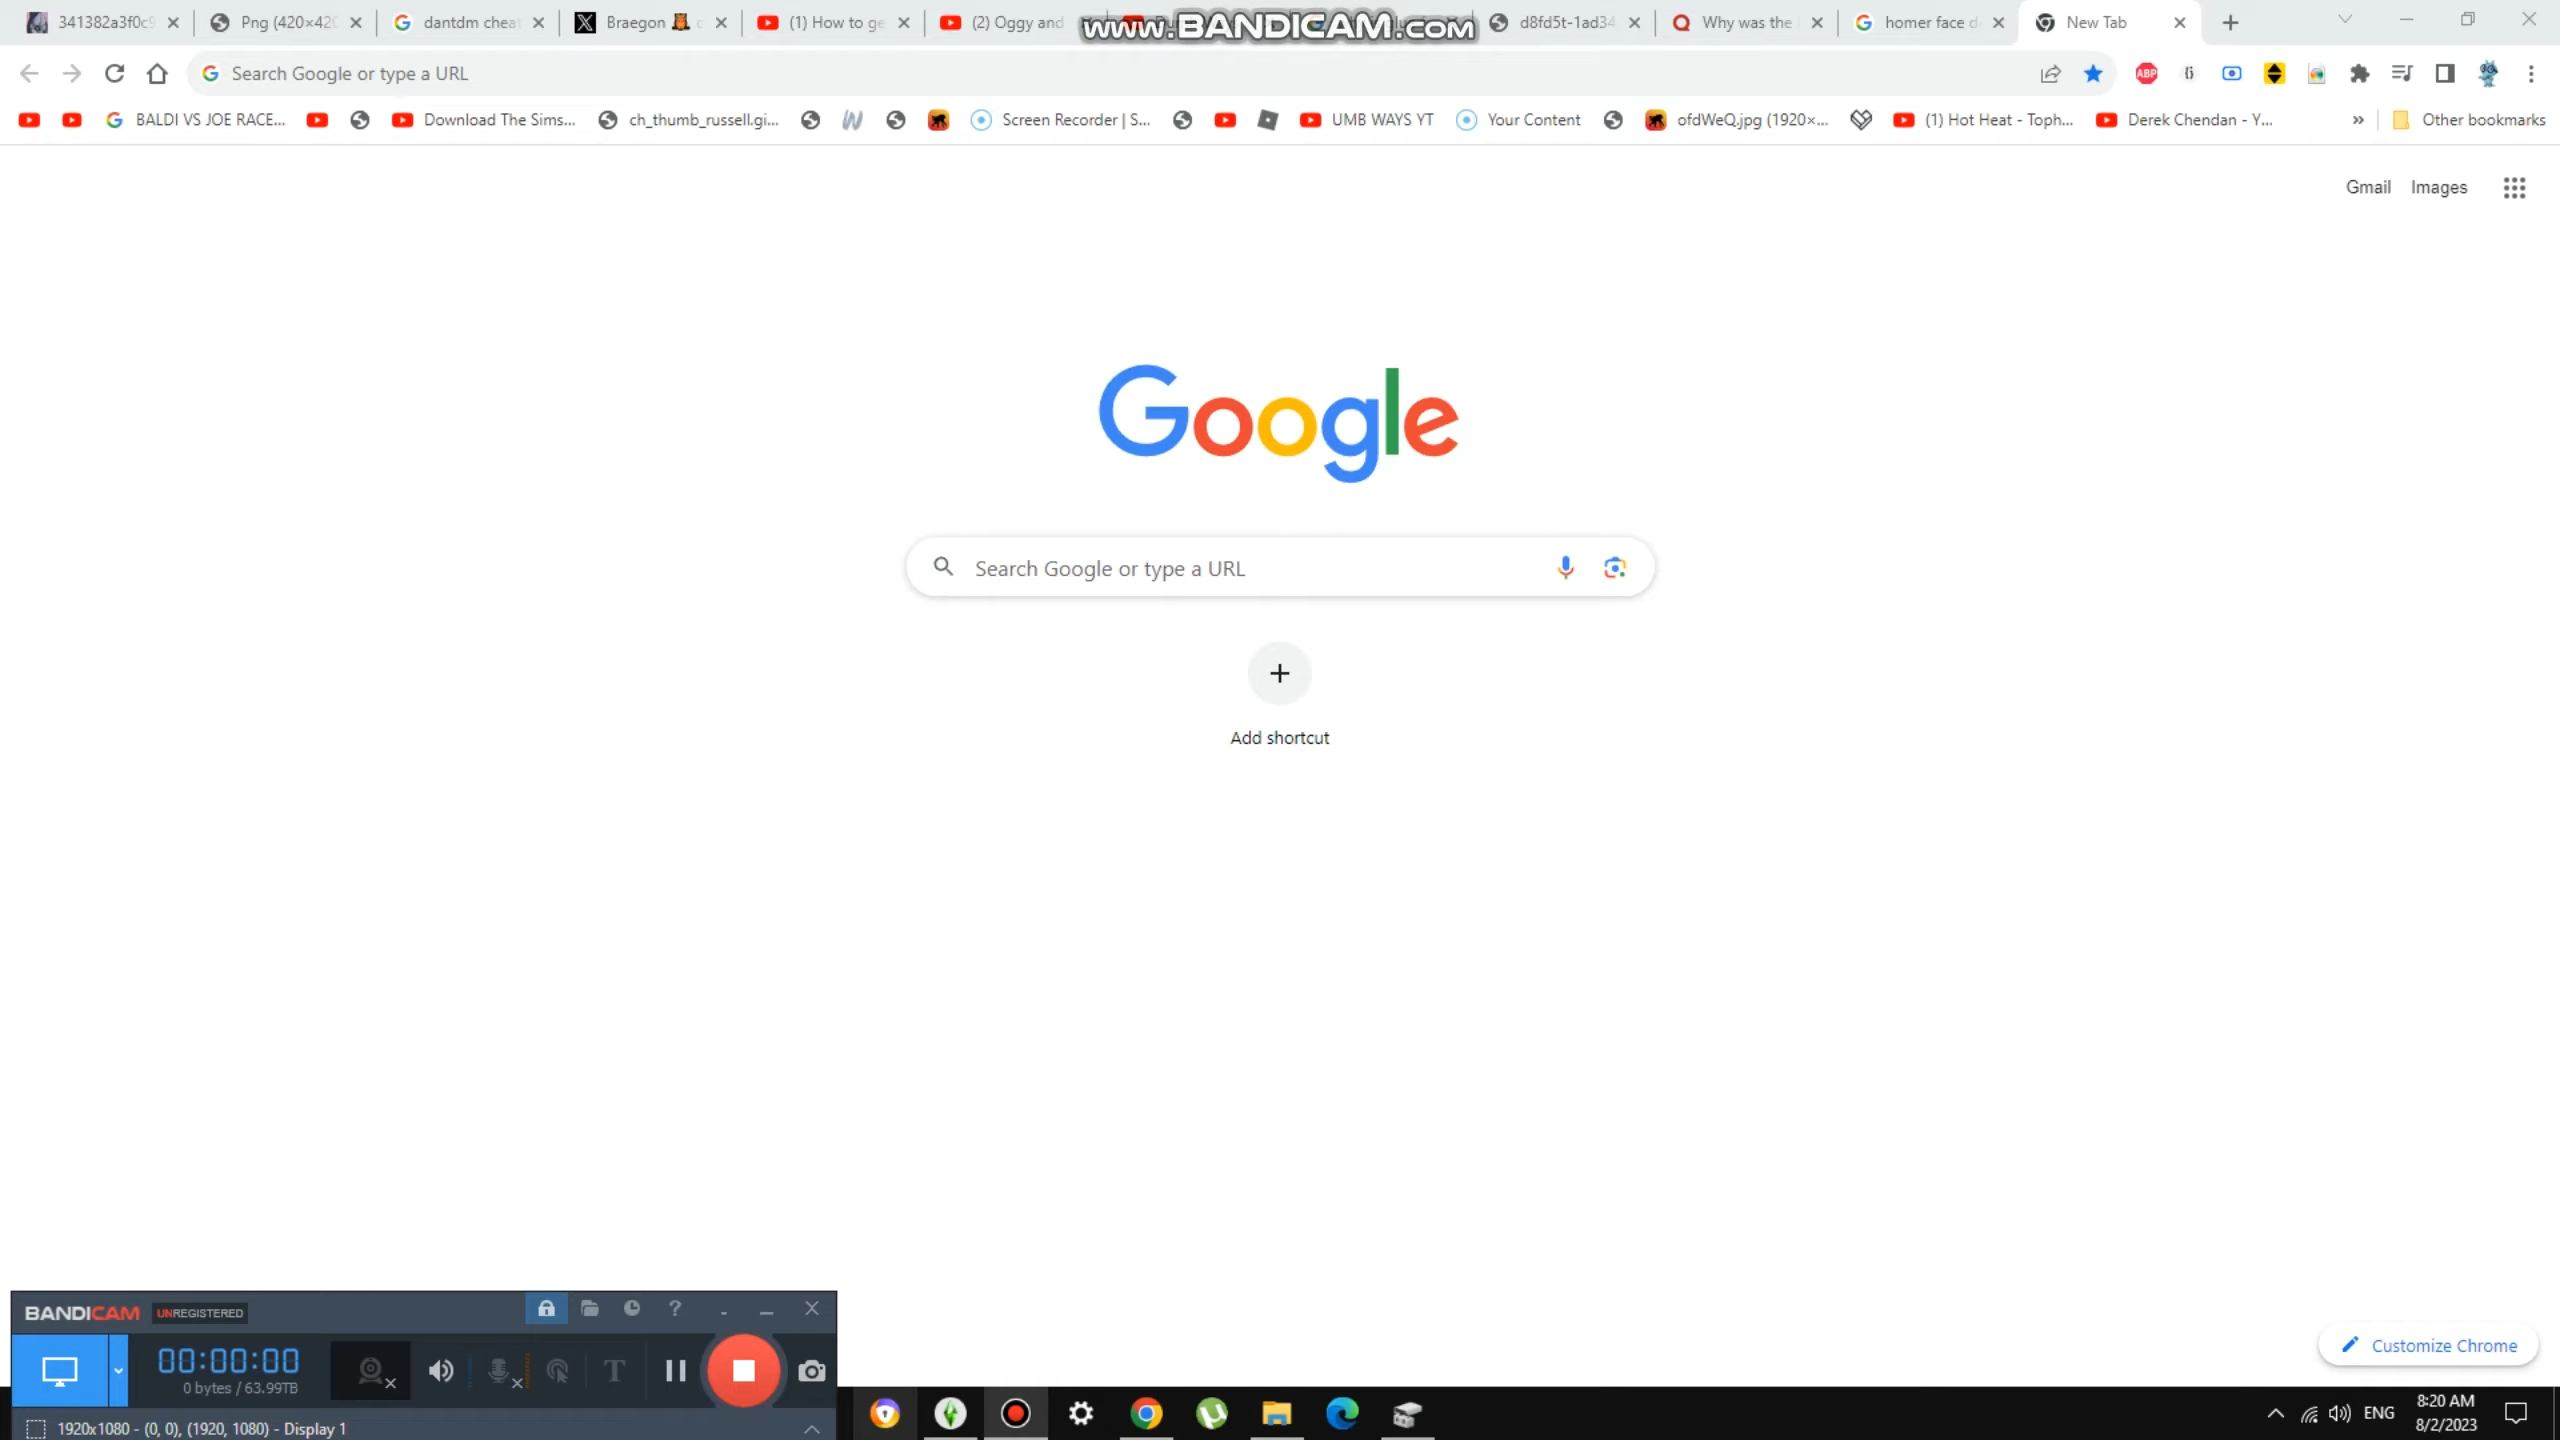 341382a3f0c9
Png (420×42
dantdm chea
Braegon
(1) How to ge
(2) Oggy and
www.BANDICAM.com
d8fd5t-1ad34
Why was the
homer face d
New Tab
Search Google or type a URL
ABP
BALDI VS JOE RACE...
Download The Sims...
ch_thumb_russell.gi...
Screen Recorder | S...
UMB WAYS YT
Your Content
ofdWeQ.jpg (1920×...
(1) Hot Heat - Toph...
Derek Chendan - Y...
»
Other bookmarks
Gmail
Images
Google
Search Google or type a URL
Add shortcut
BANDICAM
UNREGISTERED
00:00:00
0 bytes / 63.99TB
1920x1080 - (0, 0), (1920, 1080) - Display 1
Customize Chrome
ENG
8:20 AM
8/2/2023